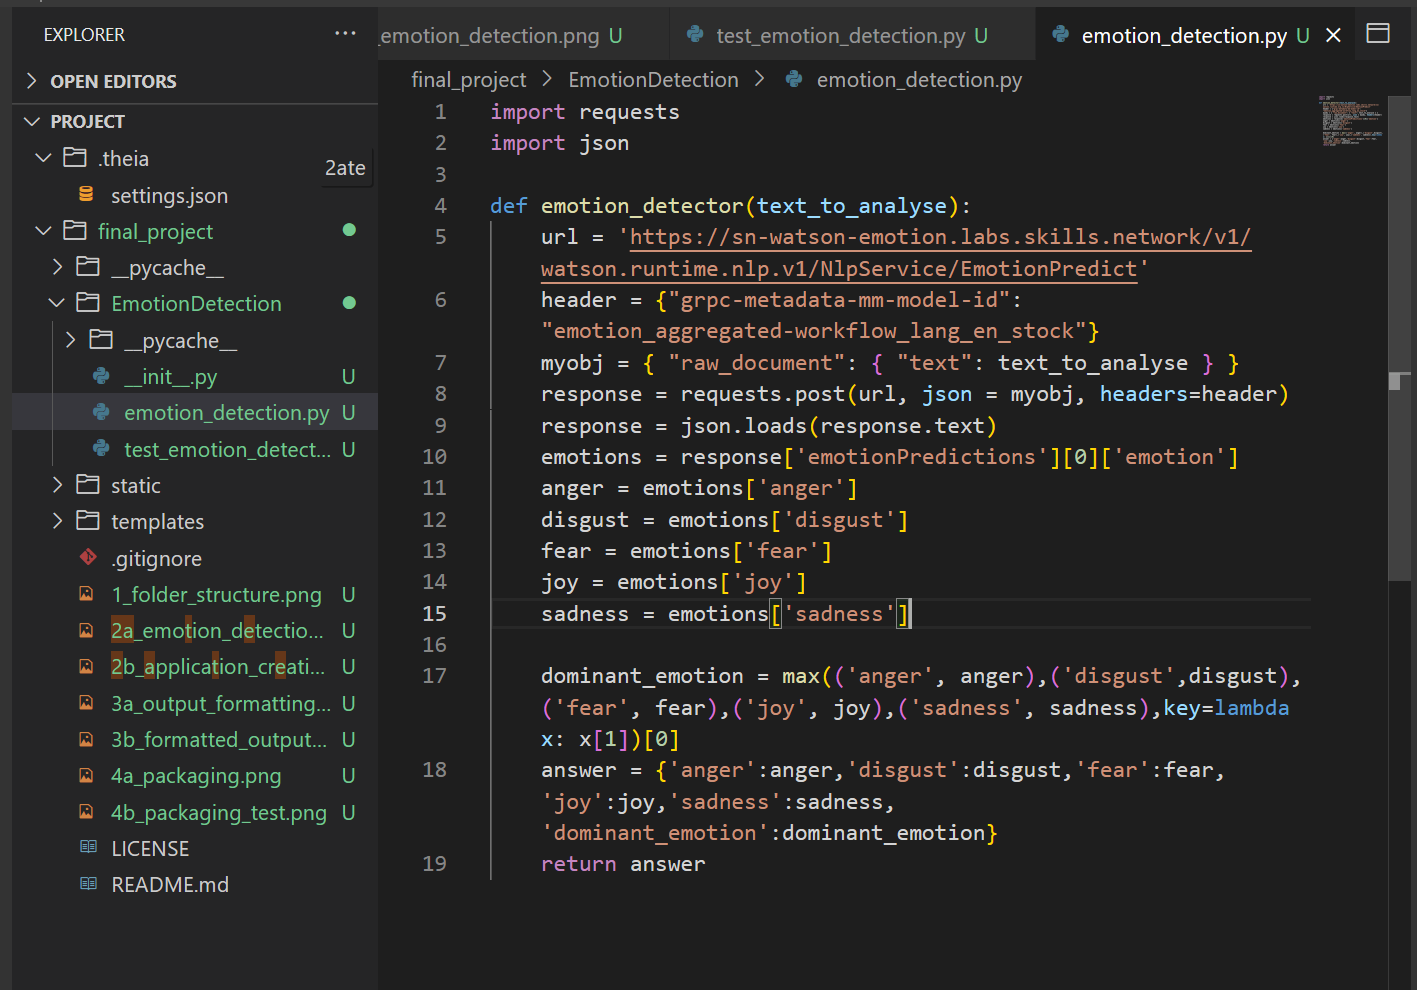 EXPLORER
...
OPEN EDITORS
PROJECT
.theia
2ate
settings.json
final_project
__pycache__
EmotionDetection
__pycache__
__init__.py U
emotion_detection.py U
test_emotion_detect... U
static
templates
.gitignore
1_folder_structure.png U
2a_emotion_detectio... U
2b_application_creati... U
3a_output_formatting... U
3b_formatted_output... U
4a_packaging.png U
4b_packaging_test.png U
LICENSE
README.md
_emotion_detection.png U
test_emotion_detection.py U
emotion_detection.py U
final_project > EmotionDetection > emotion_detection.py
1 import requests
2 import json
3
4 def emotion_detector(text_to_analyse):
5 url = 'https://sn-watson-emotion.labs.skills.network/v1/
watson.runtime.nlp.v1/NlpService/EmotionPredict'
6 header = {"grpc-metadata-mm-model-id":
"emotion_aggregated-workflow_lang_en_stock"}
7 myobj = { "raw_document": { "text": text_to_analyse } }
8 response = requests.post(url, json = myobj, headers=header)
9 response = json.loads(response.text)
10 emotions = response['emotionPredictions'][0]['emotion']
11 anger = emotions['anger']
12 disgust = emotions['disgust']
13 fear = emotions['fear']
14 joy = emotions['joy']
15 sadness = emotions['sadness']
16
17 dominant_emotion = max(('anger', anger),('disgust',disgust),
('fear', fear),('joy', joy),('sadness', sadness),key=lambda
x: x[1])[0]
18 answer = {'anger':anger,'disgust':disgust,'fear':fear,
'joy':joy,'sadness':sadness,
'dominant_emotion':dominant_emotion}
19 return answer